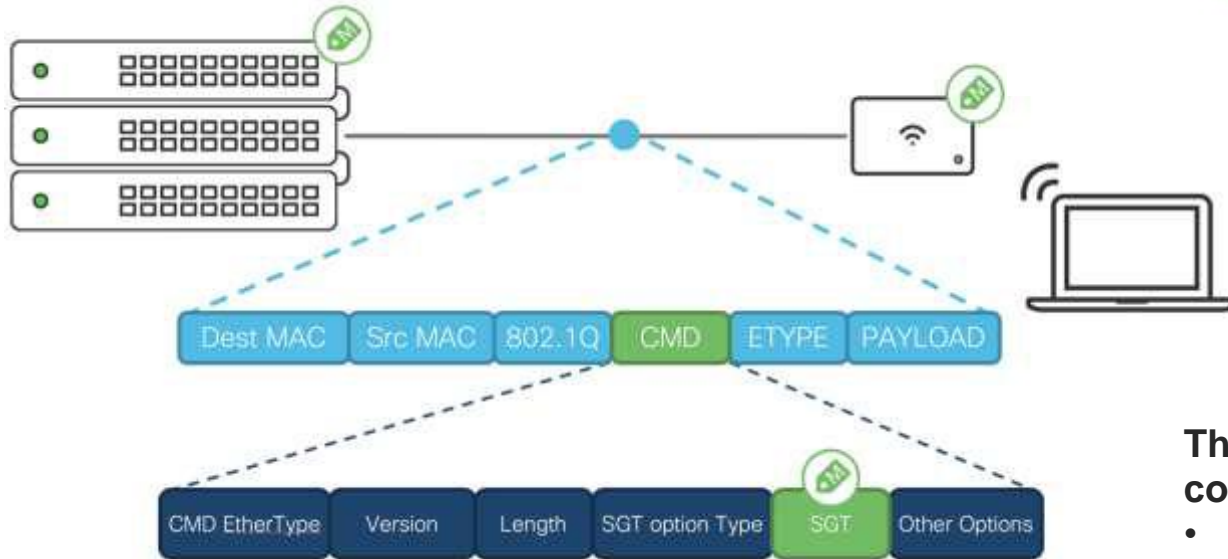 M
M
Dest MAC Src MAC 802.1Q CMD ETYPE PAYLOAD
Th
co
M
CMD EtherType Version Length SGT option Type SGT Other Options
•